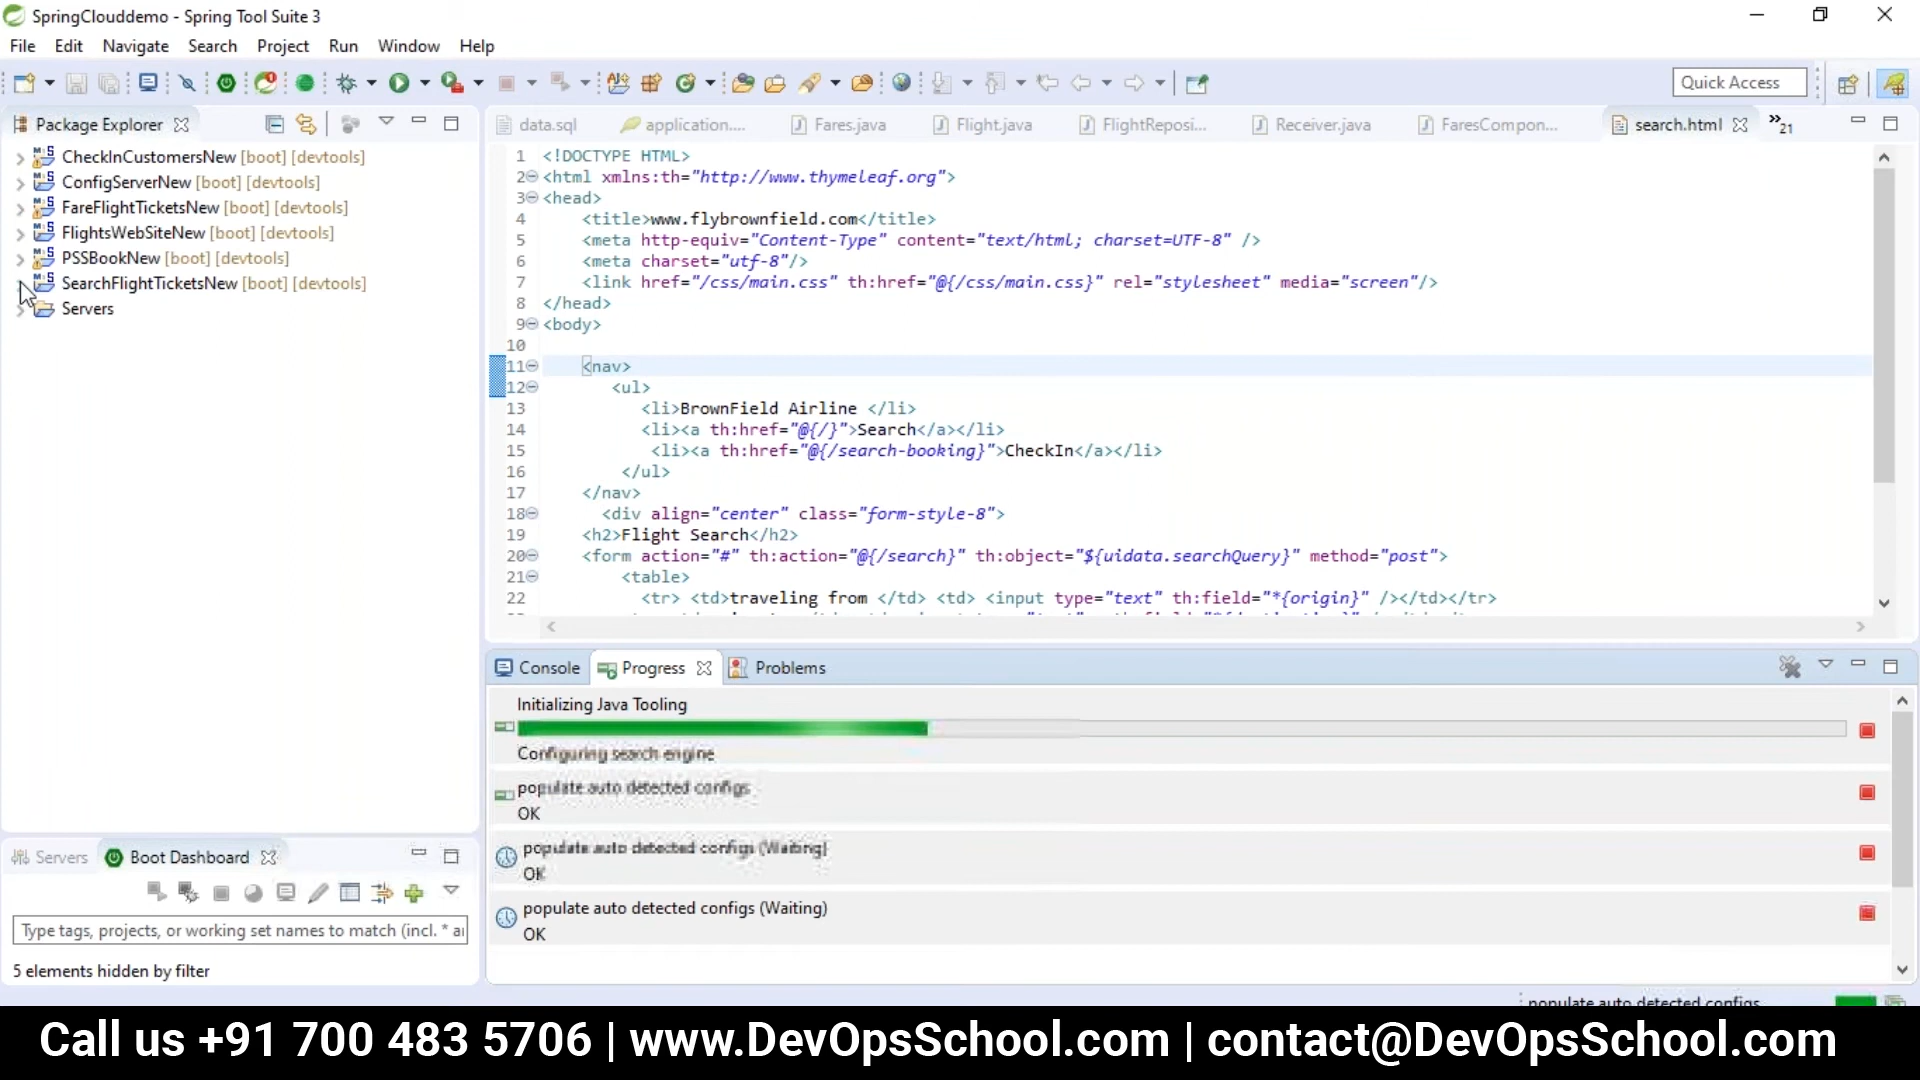 SpringClouddemo - Spring Tool Suite 3
File Edit Navigate Search Project Run Window Help
Quick Access
Package Explorer
CheckInCustomersNew [boot] [devtools]
ConfigServerNew [boot] [devtools]
FareFlightTicketsNew [boot] [devtools]
FlightsWebSiteNew [boot] [devtools]
PSSBookNew [boot] [devtools]
SearchFlightTicketsNew [boot] [devtools]
Servers
data.sql application.... Fares.java Flight.java FlightReposi... Receiver.java FaresCompon... search.html »21
1 <!DOCTYPE HTML>
2 <html xmlns:th="http://www.thymeleaf.org">
3 <head>
4 <title>www.flybrownfield.com</title>
5 <meta http-equiv="Content-Type" content="text/html; charset=UTF-8" />
6 <meta charset="utf-8"/>
7 <link href="/css/main.css" th:href="@{/css/main.css}" rel="stylesheet" media="screen"/>
8 </head>
9 <body>
10
11 <nav>
12 <ul>
13 <li>BrownField Airline </li>
14 <li><a th:href="@{/}">Search</a></li>
15 <li><a th:href="@{/search-booking}">CheckIn</a></li>
16 </ul>
17 </nav>
18 <div align="center" class="form-style-8">
19 <h2>Flight Search</h2>
20 <form action="#" th:action="@{/search}" th:object="${uidata.searchQuery}" method="post">
21 <table>
22 <tr> <td>traveling from </td> <td> <input type="text" th:field="*{origin}" /></td></tr>
Console Progress Problems
Initializing Java Tooling
Configuring search engine
populate auto detected configs
OK
populate auto detected configs (Waiting)
OK
populate auto detected configs (Waiting)
OK
Servers Boot Dashboard
Type tags, projects, or working set names to match (incl. * a
5 elements hidden by filter
populate auto detected configs
Call us +91 700 483 5706 | www.DevOpsSchool.com | contact@DevOpsSchool.com